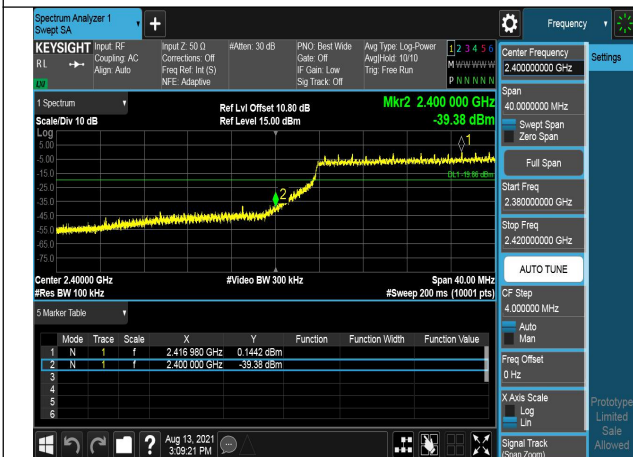 Spectrum Analyzer 1
Swept SA
+
Frequency
KEYSIGHT
RL
Input: RF
Coupling: AC
Align: Auto
Input Z: 50 Ω
Corrections: Off
Freq Ref: Int (S)
NFE: Adaptive
#Atten: 30 dB
PNO: Best Wide
Gate: Off
IF Gain: Low
Sig Track: Off
Avg Type: Log-Power
Avg|Hold: 10/10
Trig: Free Run
1 2 3 4 5 6
M W W W W W
P N N N N N
1 Spectrum
Scale/Div 10 dB
Ref Lvl Offset 10.80 dB
Ref Level 15.00 dBm
Mkr2 2.400 000 GHz
-39.38 dBm
Log
5.00
-5.00
-15.0
-25.0
-35.0
-45.0
-55.0
-65.0
-75.0
1
2
DL1 -19.86 dBm
Center 2.40000 GHz
#Res BW 100 kHz
#Video BW 300 kHz
Span 40.00 MHz
#Sweep 200 ms (10001 pts)
5 Marker Table
Mode Trace Scale X Y Function Function Width Function Value
1 N 1 f 2.416 980 GHz 0.1442 dBm
2 N 1 f 2.400 000 GHz -39.38 dBm
3
4
5
6
?
Aug 13, 2021
3:09:21 PM
Center Frequency
2.400000000 GHz
Settings
Span
40.0000000 MHz
Swept Span
Zero Span
Full Span
Start Freq
2.380000000 GHz
Stop Freq
2.420000000 GHz
AUTO TUNE
CF Step
4.000000 MHz
Auto
Man
Freq Offset
0 Hz
X Axis Scale
Log
Lin
Signal Track
(Span Zoom)
Prototype
Limited
Sale
Allowed